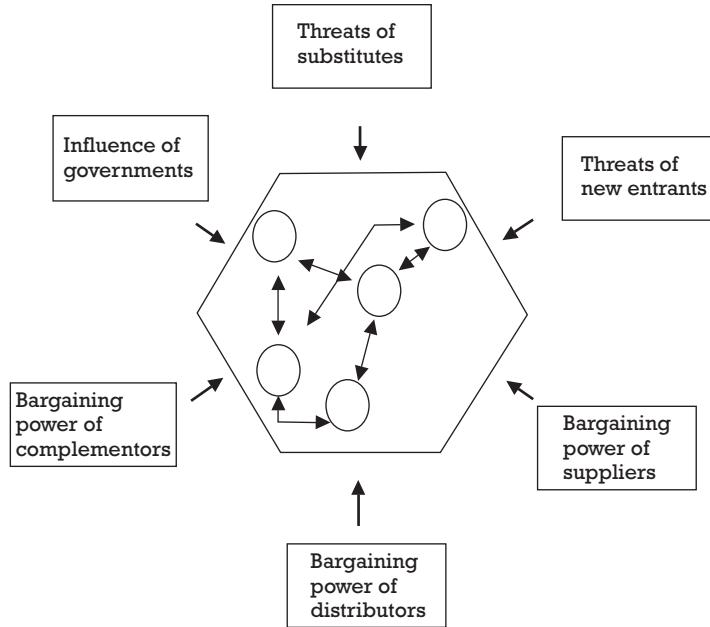 Threats of
substitutes
Influence of
governments
Threats of
new entrants
Bargaining
power of
complementors
Bargaining
power of
suppliers
Bargaining
power of
distributors